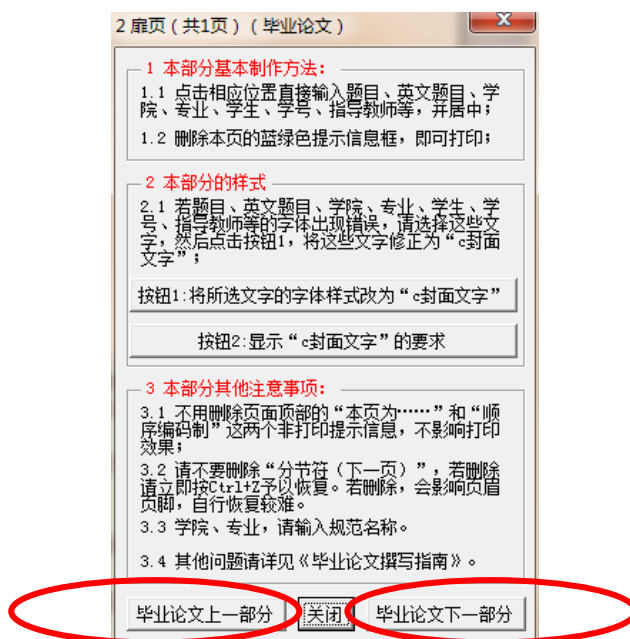 2 扉页（共1页）（毕业论文）
1 本部分基本制作方法：
1.1 点击相应位置直接输入题目、英文题目、学
院、专业、学生、学号、指导教师等，并居中；
1.2 删除本页的蓝绿色提示信息框，即可打印；
2 本部分的样式
2.1 若题目、英文题目、学院、专业、学生、学
号、指导教师等的字体出现错误，请选择这些文
字，然后点击按钮1，将这些文字修正为“c封面
文字”；
按钮1:将所选文字的字体样式改为“c封面文字”
按钮2:显示“c封面文字”的要求
3 本部分其他注意事项：
3.1 不用删除页面顶部的“本页为……”和“顺
序编码制”这两个非打印提示信息，不影响打印
效果；
3.2 请不要删除“分节符（下一页）”，若删除
请立即按Ctrl+Z予以恢复。若删除，会影响页眉
页脚，自行恢复较难。
3.3 学院、专业，请输入规范名称。
3.4 其他问题请详见《毕业论文撰写指南》。
毕业论文上一部分 关闭 毕业论文下一部分